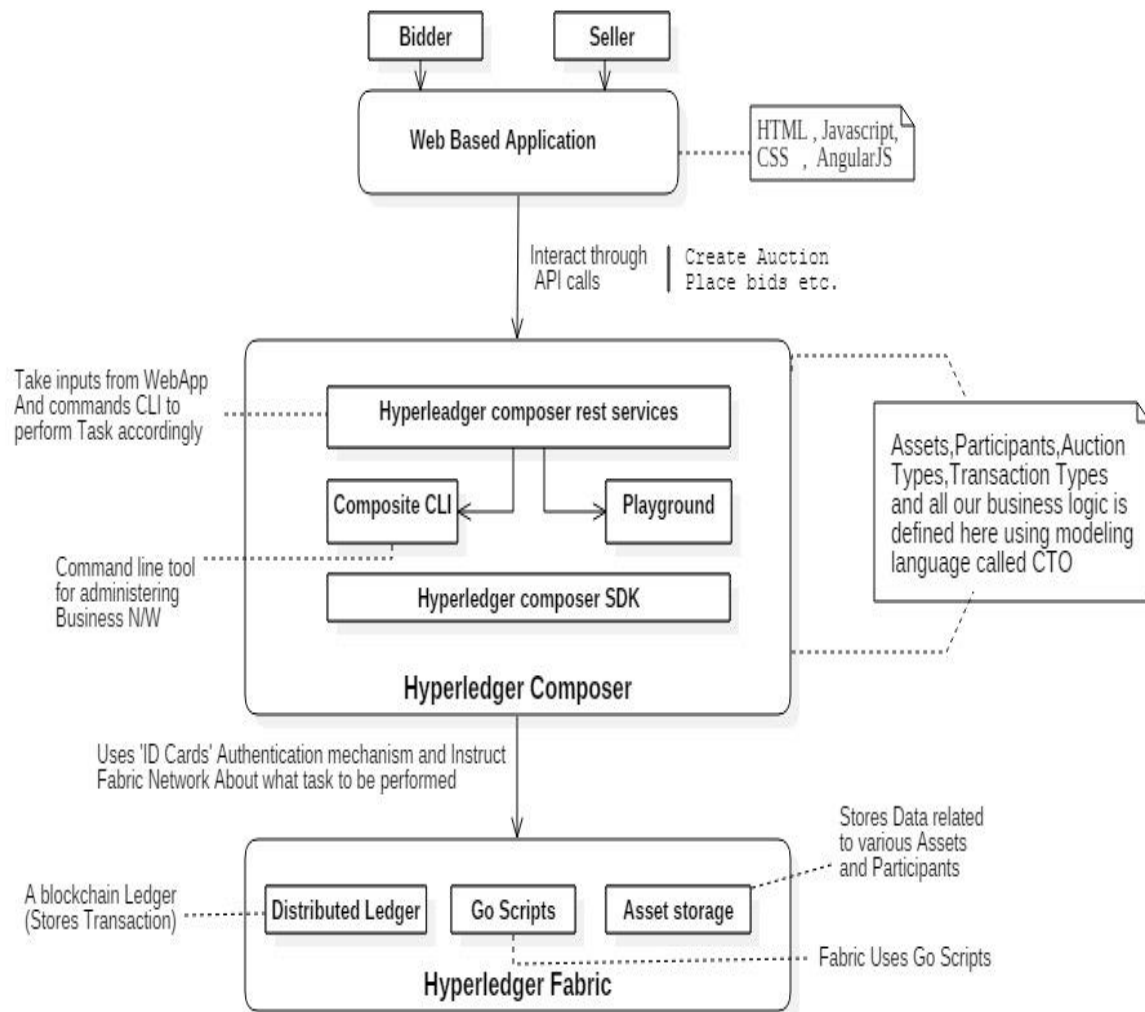 Bidder
Seller
Web Based Application
HTML , Javascript,
CSS , AngularJS
Interact through
API calls
Create Auction
Place bids etc.
Take inputs from WebApp
And commands CLI to
perform Task accordingly
Hyperleadger composer rest services
Composite CLI
Playground
Command line tool
for administering
Business N/W
Hyperledger composer SDK
Hyperledger Composer
Assets,Participants,Auction
Types,Transaction Types
and all our business logic is
defined here using modeling
language called CTO
Uses 'ID Cards' Authentication mechanism and Instruct
Fabric Network About what task to be performed
Stores Data related
to various Assets
and Participants
A blockchain Ledger
(Stores Transaction)
Distributed Ledger
Go Scripts
Asset storage
Fabric Uses Go Scripts
Hyperledger Fabric